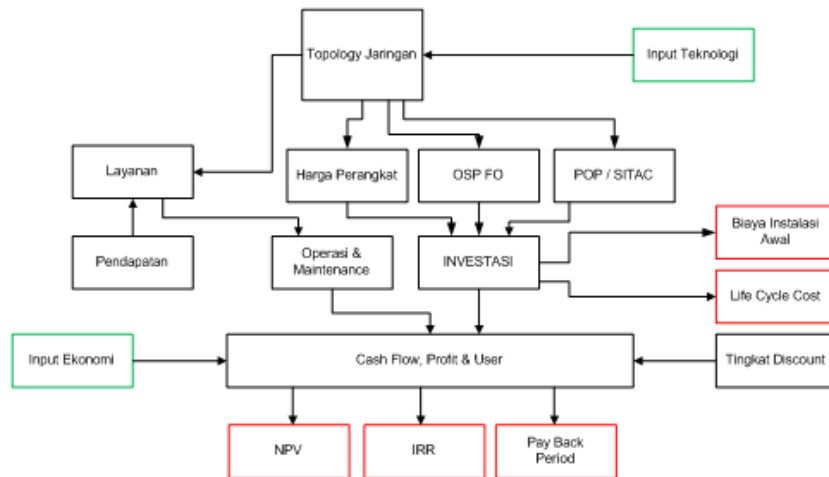 Topology Jaringan
Input Teknologi
Layanan
Harga Perangkat
OSP FO
POP / SITAC
Biaya Instalasi
Awal
Pendapatan
Operasi &
Maintenance
INVESTASI
Life Cycle Cost
Input Ekonomi
Cash Flow, Profit & User
Tingkat Discount
NPV
IRR
Pay Back
Period